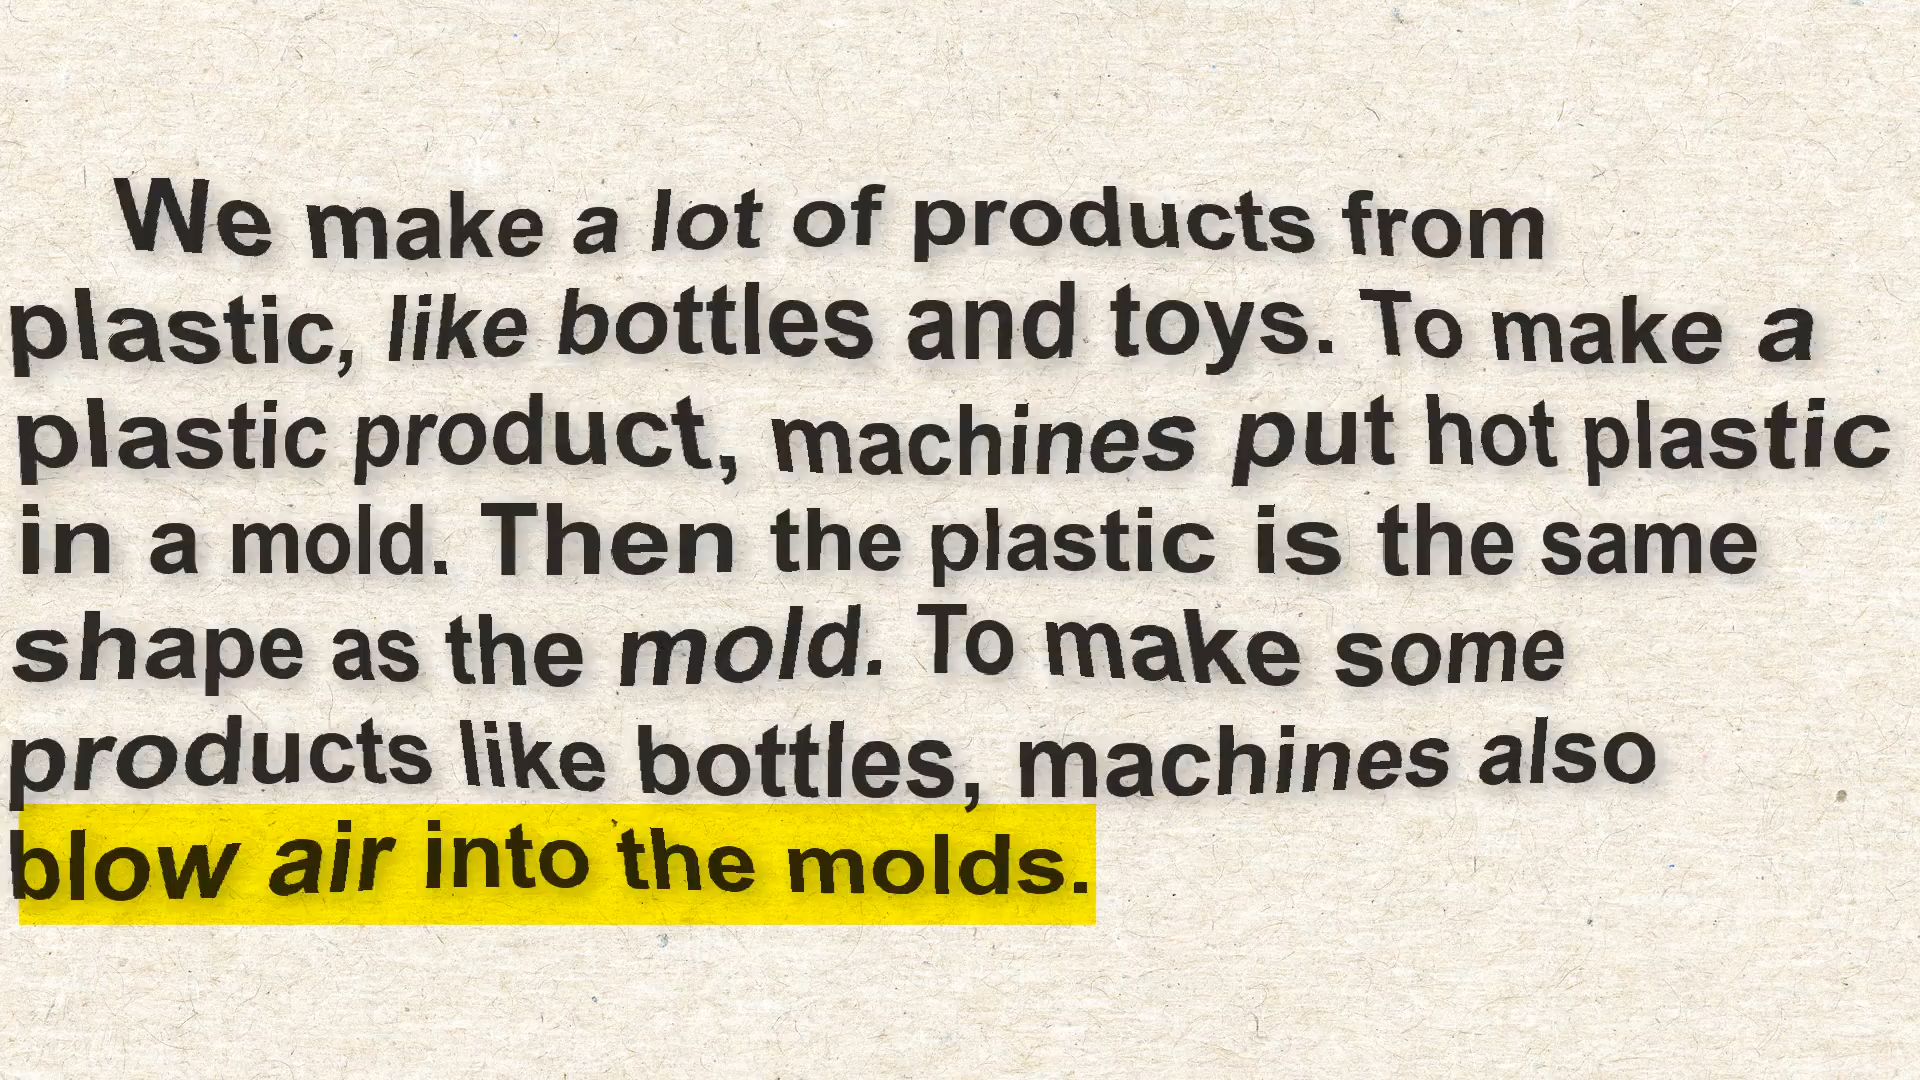 We make a lot of products from
plastic, like bottles and toys. To make a
plastic product, machines put hot plastic
in a mold. Then the plastic is the same
shape as the mold. To make some
products like bottles, machines also
blow air into the molds.